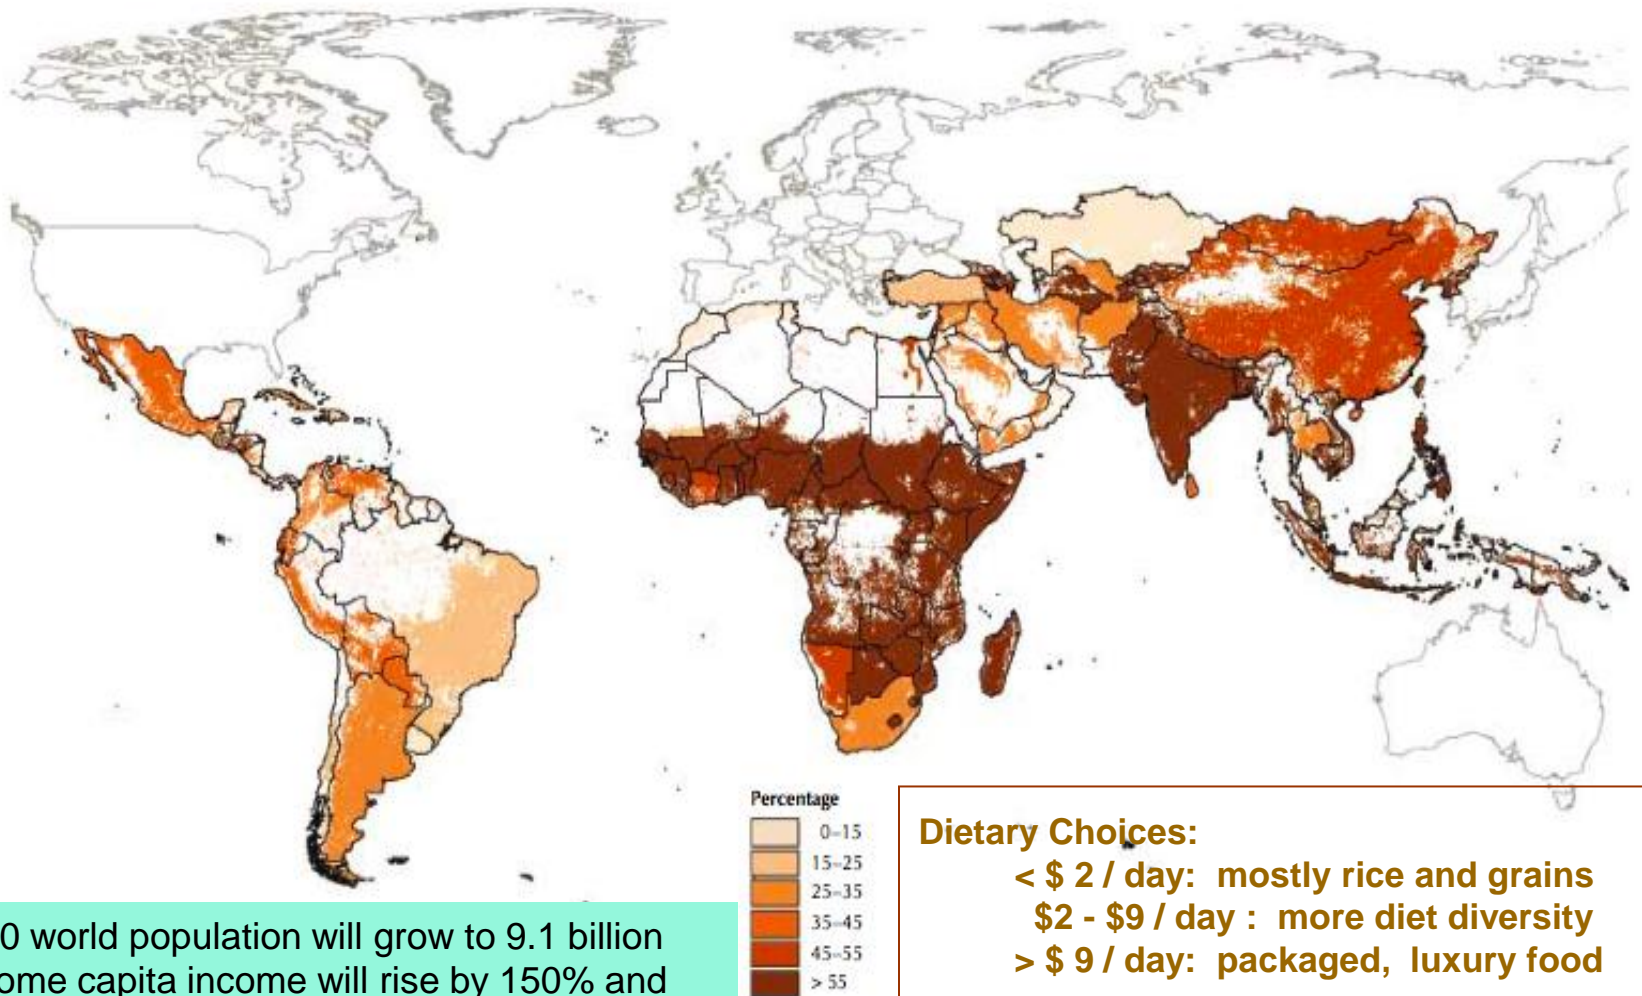 Percentage
0–15
15–25
25–35
35–45
45–55
> 55
Dietary Choices:
< $ 2 / day: mostly rice and grains
$2 - $9 / day : more diet diversity
> $ 9 / day: packaged, luxury food
0 world population will grow to 9.1 billion
ome capita income will rise by 150% and